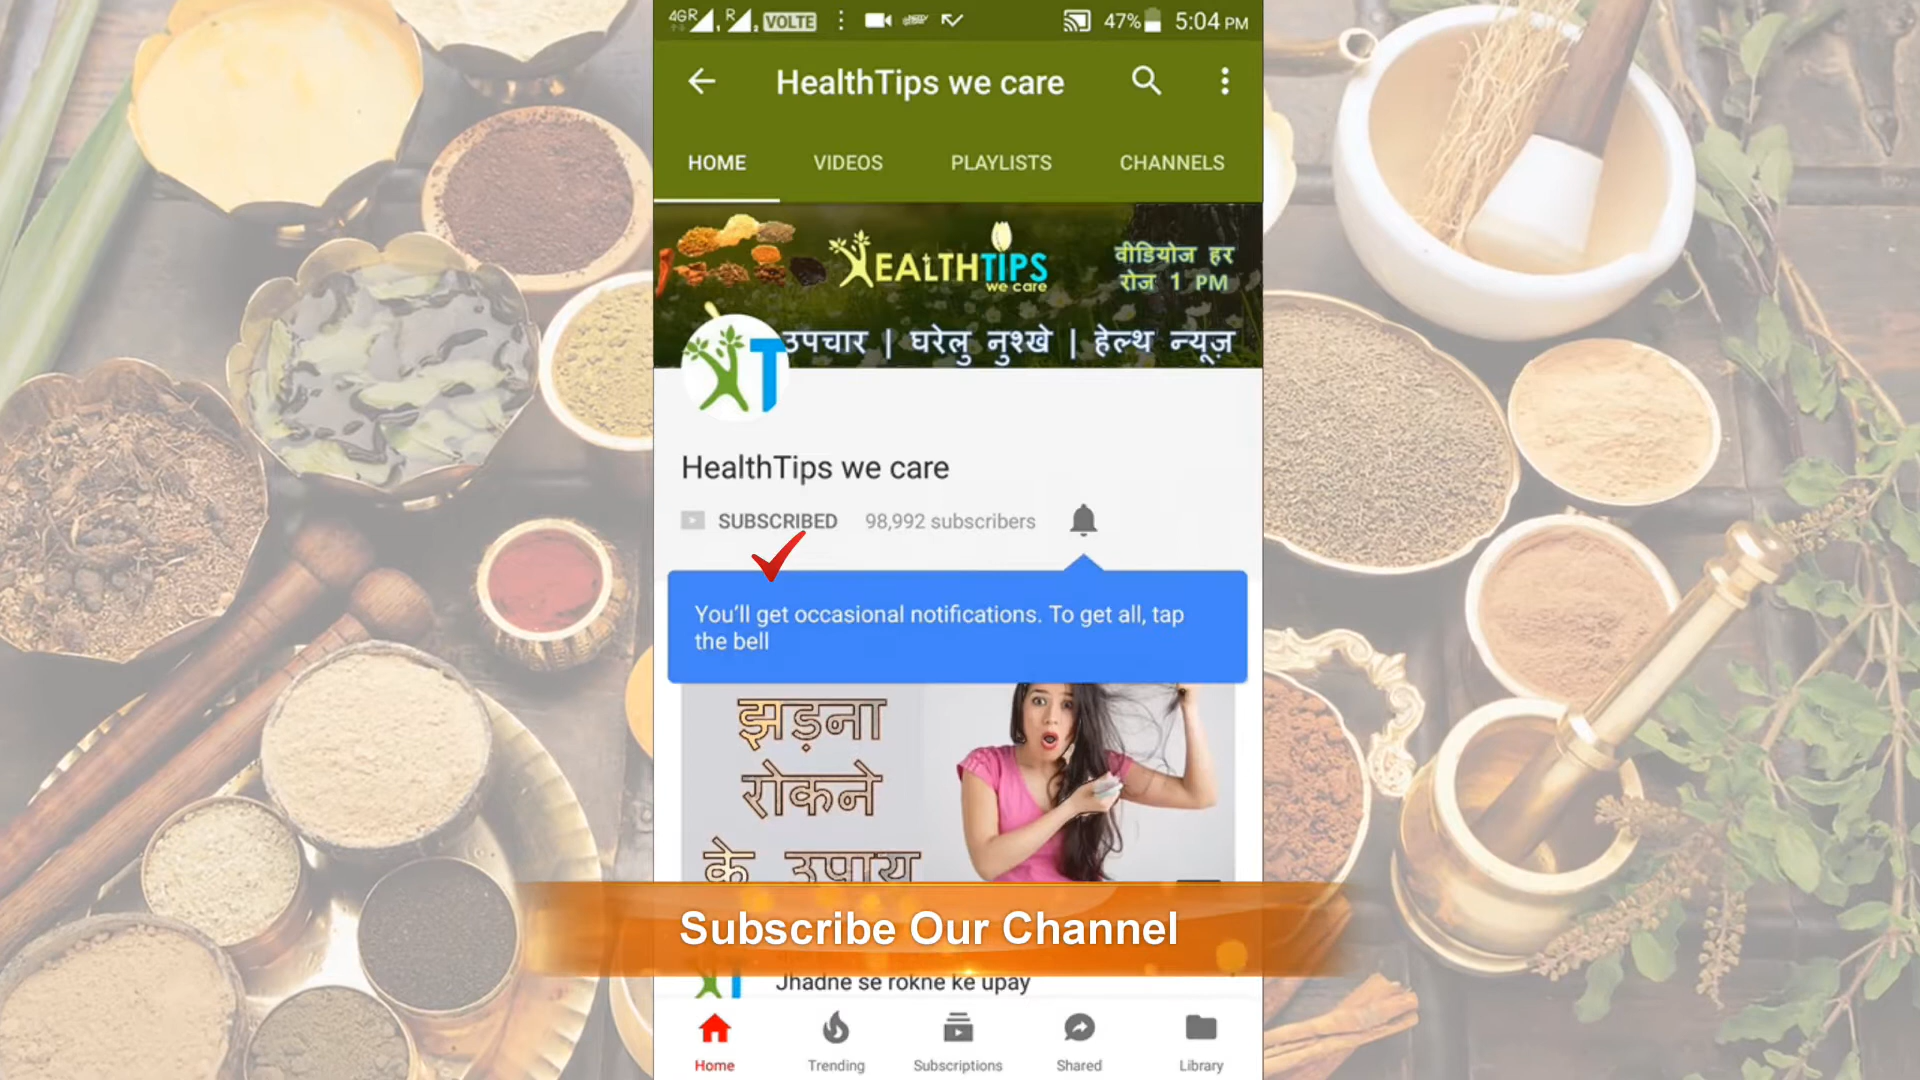 4G R R VOLTE 47% 5:04 PM
HealthTips we care
HOME VIDEOS PLAYLISTS CHANNELS
HEALTHTIPS
we care
वीडियोज हर
रोज 1 PM
उपचार | घरेलु नुश्खे | हेल्थ न्यूज़
T
HealthTips we care
SUBSCRIBED 98,992 subscribers
You'll get occasional notifications. To get all, tap
the bell
झड़ना
रोकने
के उपाय
Subscribe Our Channel
Jhadne se rokne ke upay
Home Trending Subscriptions Shared Library